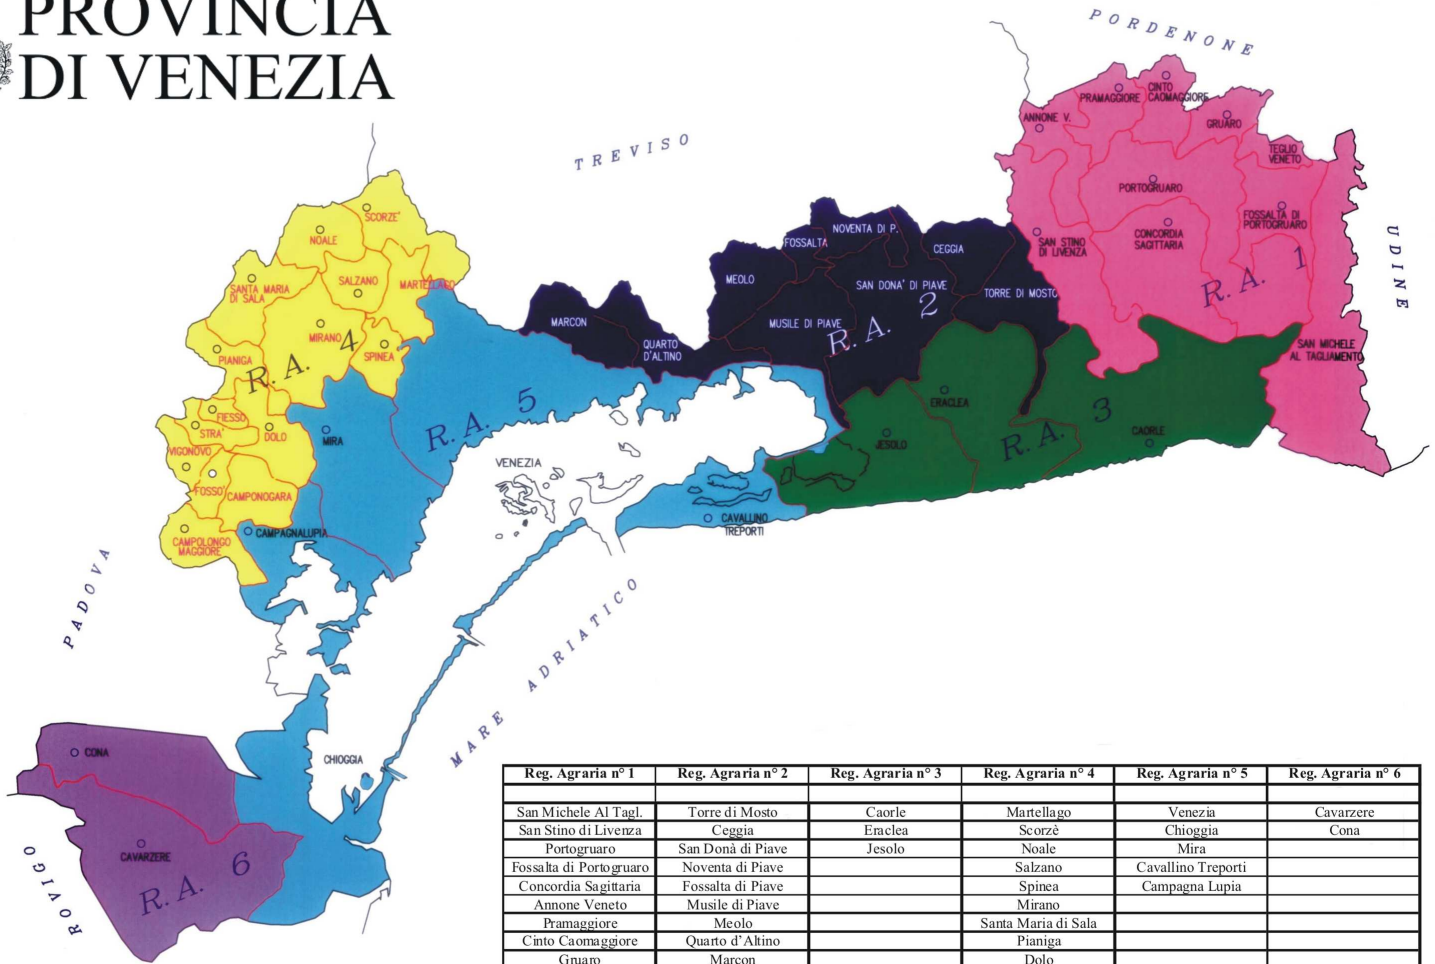 PROVINCIA
DI VENEZIA
PORDENONE
TREVISO
UDINE
PADOVA
ROVIGO
MARE ADRIATICO
PRAMAGGIORE
CINTO
CAOMAGGIORE
ANNONE V.
GRUARO
TEGLIO
VENETO
PORTOGRUARO
FOSSALTA DI
PORTOGRUARO
CONCORDIA
SAGITTARIA
SAN STINO
DI LIVENZA
R. A. 1
SAN MICHELE
AL TAGLIAMENTO
NOVENTA DI P.
FOSSALTA
CEGGIA
MEOLO
SAN DONA' DI PIAVE
TORRE DI MOSTO
MUSILE DI PIAVE
R. A. 2
MARCON
QUARTO
D'ALTINO
ERACLEA
JESOLO
CAORLE
R. A. 3
SCORZE'
NOALE
SANTA MARIA
DI SALA
SALZANO
MARTELLAGO
MIRANO
SPINEA
PIANIGA
R. A. 4
FIESSO
STRA'
DOLO
VIGONOVO
FOSSO'
CAMPONOGARA
CAMPOLONGO
MAGGIORE
R. A. 5
MIRA
VENEZIA
CAVALLINO
TREPORTI
CAMPAGNALUPIA
CHIOGGIA
CONA
CAVARZERE
R. A. 6
Reg. Agraria n° 1 Reg. Agraria n° 2 Reg. Agraria n° 3 Reg. Agraria n° 4 Reg. Agraria n° 5 Reg. Agraria n° 6
San Michele Al Tagl. Torre di Mosto Caorle Martellago Venezia Cavarzere
San Stino di Livenza Ceggia Eraclea Scorzè Chioggia Cona
Portogruaro San Donà di Piave Jesolo Noale Mira
Fossalta di Portogruaro Noventa di Piave Salzano Cavallino Treporti
Concordia Sagittaria Fossalta di Piave Spinea Campagna Lupia
Annone Veneto Musile di Piave Mirano
Pramaggiore Meolo Santa Maria di Sala
Cinto Caomaggiore Quarto d'Altino Pianiga
Gruaro Marcon Dolo